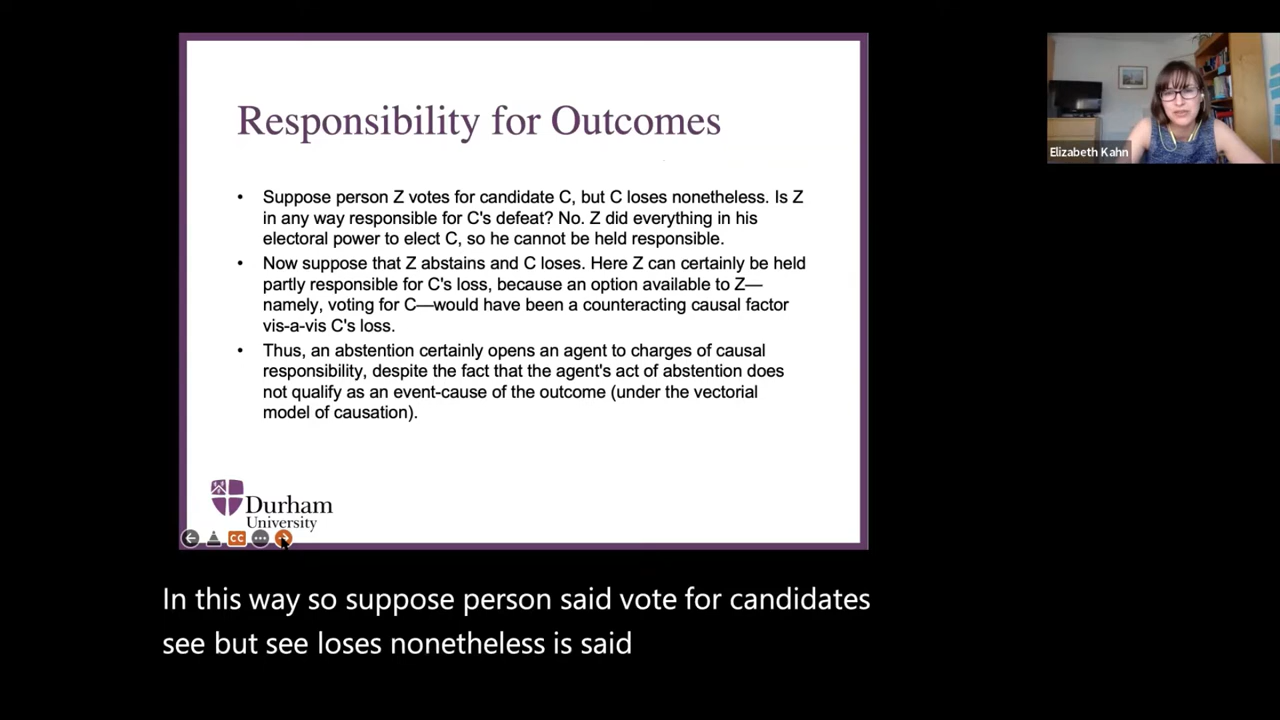 Responsibility for Outcomes
• Suppose person Z votes for candidate C, but C loses nonetheless. Is Z
in any way responsible for C's defeat? No. Z did everything in his
electoral power to elect C, so he cannot be held responsible.
• Now suppose that Z abstains and C loses. Here Z can certainly be held
partly responsible for C's loss, because an option available to Z—
namely, voting for C—would have been a counteracting causal factor
vis-a-vis C's loss.
• Thus, an abstention certainly opens an agent to charges of causal
responsibility, despite the fact that the agent's act of abstention does
not qualify as an event-cause of the outcome (under the vectorial
model of causation).
Durham
University
CC
Elizabeth Kahn
In this way so suppose person said vote for candidates
see but see loses nonetheless is said